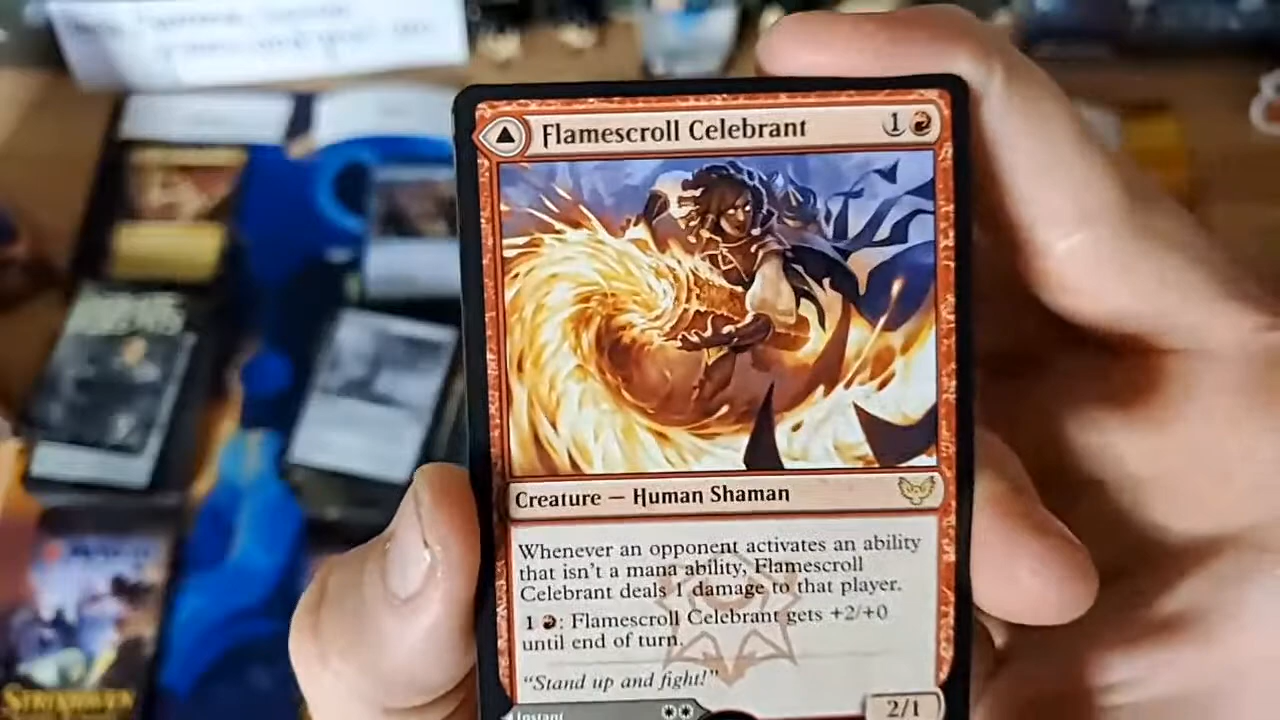 Flamescroll Celebrant 1
Creature — Human Shaman
Whenever an opponent activates an ability
that isn't a mana ability, Flamescroll
Celebrant deals 1 damage to that player.
1 : Flamescroll Celebrant gets +2/+0
until end of turn.
"Stand up and fight!"
Instant
2/1
STRIXHAVEN